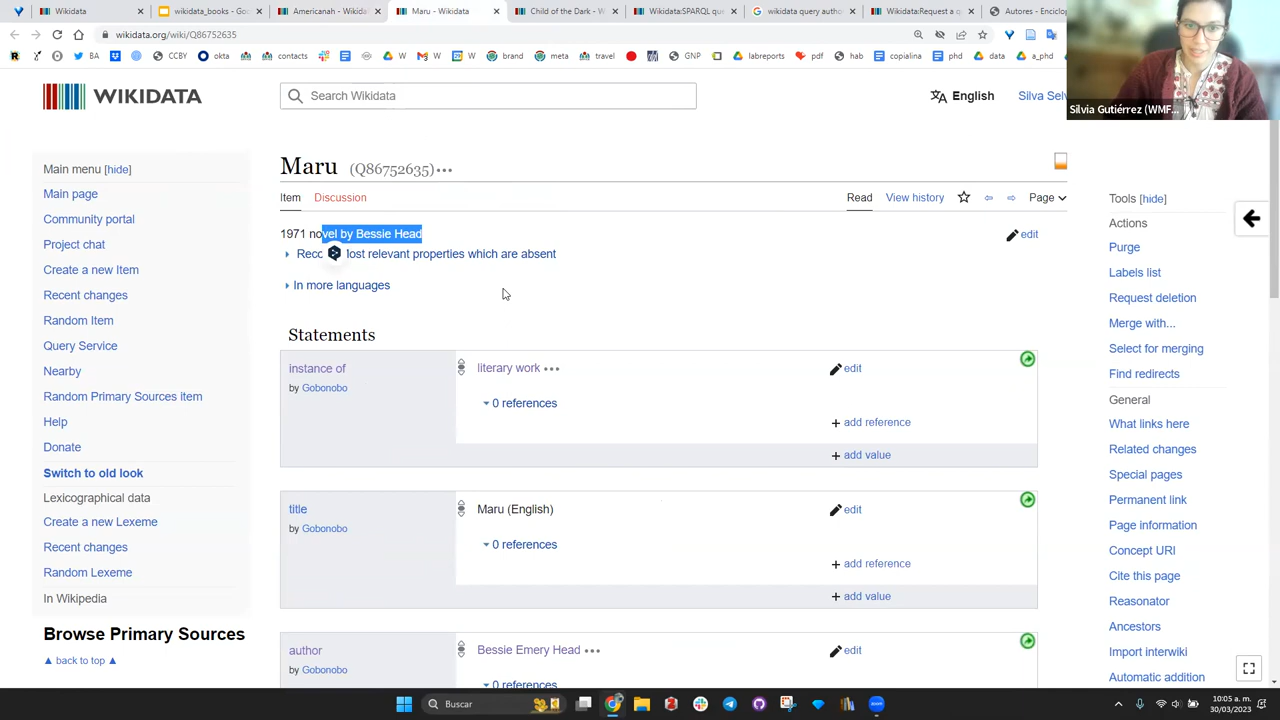 Wikidata
wikidata_books - Go
Americanah - Wikidat
Maru - Wikidata
Child of the Dark - W
Wikidata:SPARQL qu
wikidata query autho
Wikidata:Request a q
Autores - Encicloped
wikidata.org/wiki/Q86752635
BA
CCBY
okta
contacts
W
W
W
brand
meta
travel
GNP
labreports
pdf
hab
copialina
phd
data
a_phd
Silvia Gutiérrez (WMF...
WIKIDATA
Search Wikidata
English
Silva Selv
Main menu [hide]
Main page
Community portal
Project chat
Create a new Item
Recent changes
Random Item
Query Service
Nearby
Random Primary Sources item
Help
Donate
Switch to old look
Lexicographical data
Create a new Lexeme
Recent changes
Random Lexeme
In Wikipedia
Browse Primary Sources
▲ back to top ▲
Maru (Q86752635)
Item
Discussion
Read
View history
Page
1971 novel by Bessie Head
edit
Reco
ost relevant properties which are absent
In more languages
Statements
instance of
by Gobonobo
literary work
edit
0 references
+ add reference
+ add value
title
by Gobonobo
Maru (English)
edit
0 references
+ add reference
+ add value
author
by Gobonobo
Bessie Emery Head
edit
0 references
Tools [hide]
Actions
Purge
Labels list
Request deletion
Merge with...
Select for merging
Find redirects
General
What links here
Related changes
Special pages
Permanent link
Page information
Concept URI
Cite this page
Reasonator
Ancestors
Import interwiki
Automatic addition
Buscar
zoom
10:05 a.m.
30/03/2023